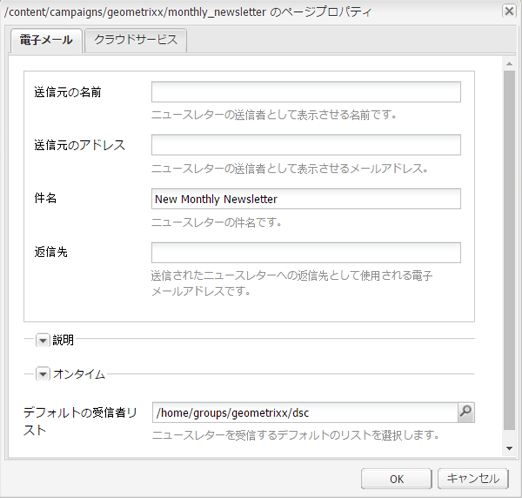 /content/campaigns/geometrixx/monthly_newsletter のページプロパティ
電子メール
クラウドサービス
送信元の名前
ニュースレターの送信者として表示させる名前です。
送信元のアドレス
ニュースレターの送信者として表示させるメールアドレス。
件名
New Monthly Newsletter
ニュースレターの件名です。
返信先
送信されたニュースレターへの返信先として使用される電子
メールアドレスです。
説明
オンタイム
デフォルトの受信者リ
スト
/home/groups/geometrixx/dsc
ニュースレターを受信するデフォルトのリストを選択します。
OK
キャンセル